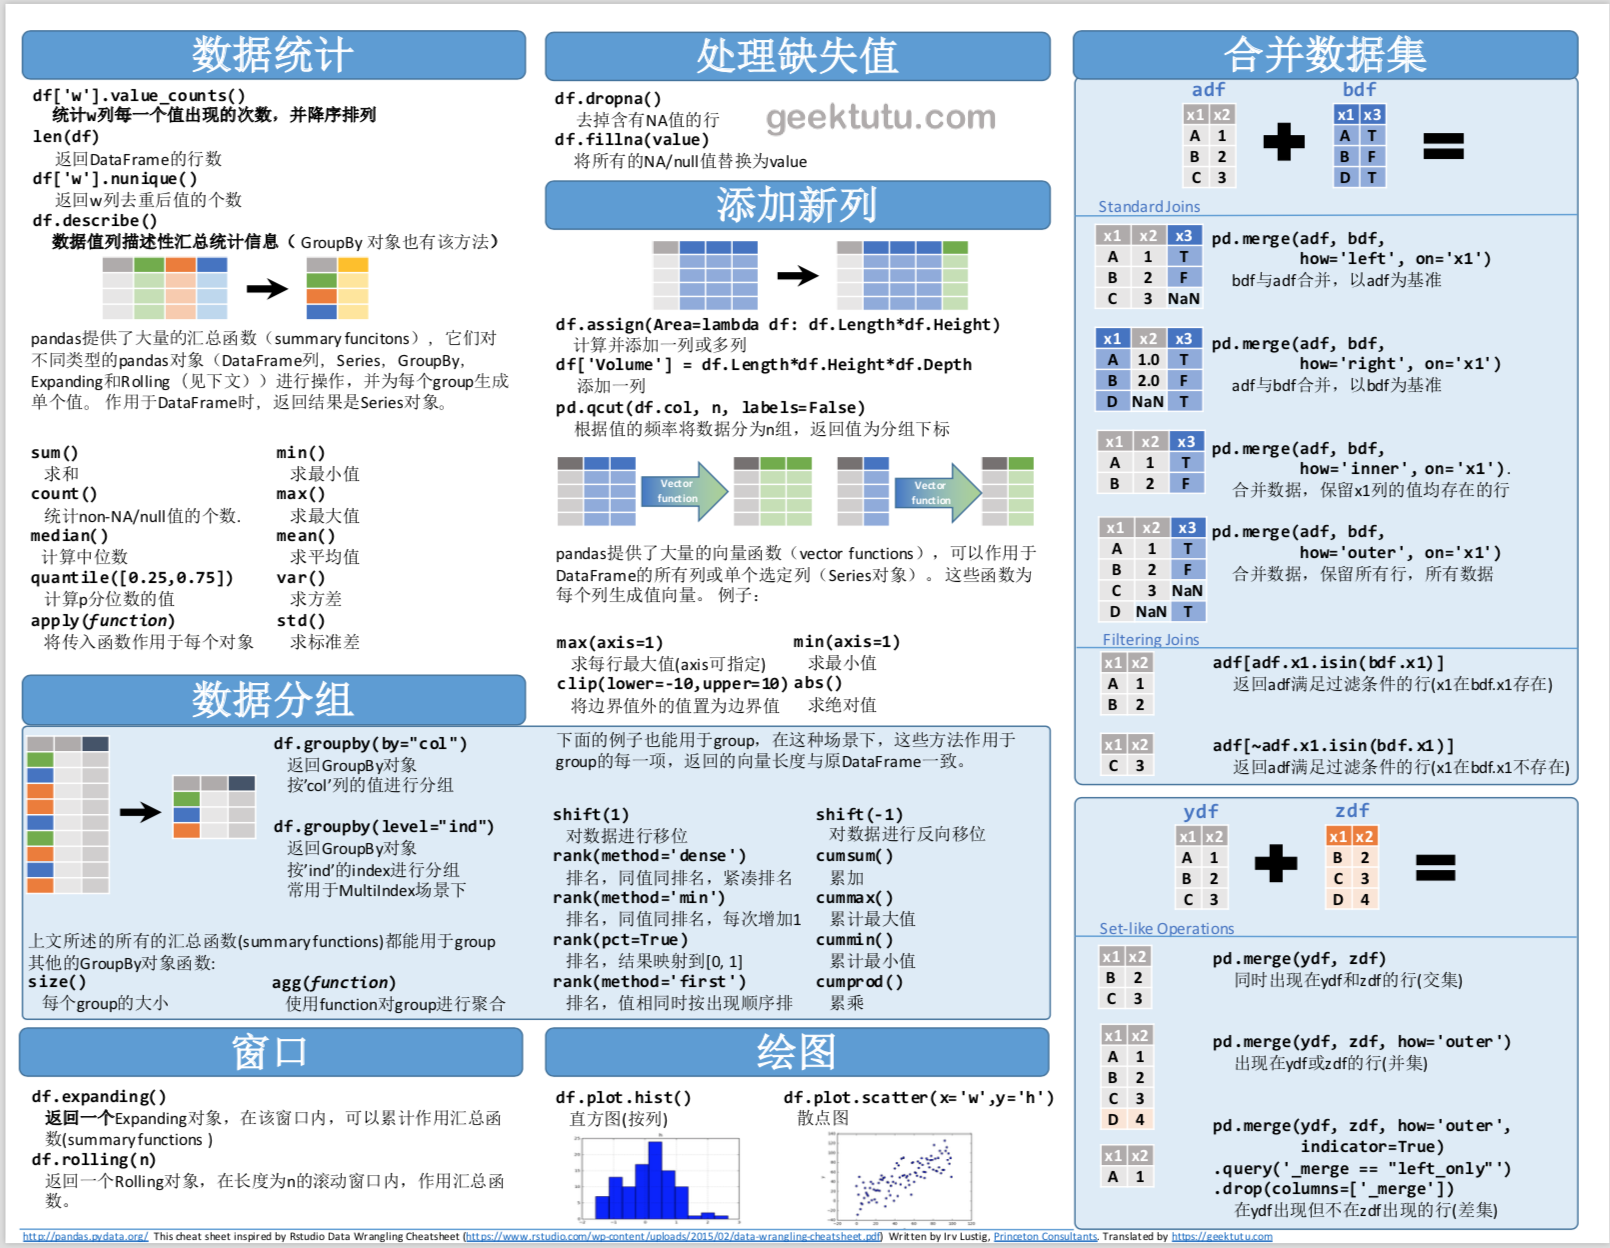 数据统计
df['w'].value_counts()
统计w列每一个值出现的次数，并降序排列
len(df)
返回DataFrame的行数
df['w'].nunique()
返回w列去重后值的个数
df.describe()
数据值列描述性汇总统计信息（ GroupBy 对象也有该方法）
pandas提供了大量的汇总函数（summary funcitons），它们对
不同类型的pandas对象（DataFrame列，Series，GroupBy,
Expanding和Rolling（见下文））进行操作，并为每个group生成
单个值。 作用于DataFrame时，返回结果是Series对象。
sum()
求和
count()
统计non-NA/null值的个数.
median()
计算中位数
quantile([0.25,0.75])
计算p分位数的值
apply(function)
将传入函数作用于每个对象
min()
求最小值
max()
求最大值
mean()
求平均值
var()
求方差
std()
求标准差
数据分组
df.groupby(by="col")
返回GroupBy对象
按'col'列的值进行分组
df.groupby(level="ind")
返回GroupBy对象
按'ind'的index进行分组
常用于MultiIndex场景下
上文所述的所有的汇总函数(summary functions)都能用于group
其他的GroupBy对象函数:
size()
每个group的大小
agg(function)
使用function对group进行聚合
窗口
df.expanding()
返回一个Expanding对象，在该窗口内，可以累计作用汇总函
数(summary functions )
df.rolling(n)
返回一个Rolling对象，在长度为n的滚动窗口内，作用汇总函
数。
处理缺失值
df.dropna()
去掉含有NA值的行
geektutu.com
df.fillna(value)
将所有的NA/null值替换为value
添加新列
df.assign(Area=lambda df: df.Length*df.Height)
计算并添加一列或多列
df['Volume'] = df.Length*df.Height*df.Depth
添加一列
pd.qcut(df.col, n, labels=False)
根据值的频率将数据分为n组，返回值为分组下标
Vector
function
Vector
function
pandas提供了大量的向量函数（vector functions），可以作用于
DataFrame的所有列或单个选定列（Series对象）。 这些函数为
每个列生成值向量。 例子：
max(axis=1)
求每行最大值(axis可指定)
clip(lower=-10,upper=10)
将边界值外的值置为边界值
min(axis=1)
求最小值
abs()
求绝对值
下面的例子也能用于group，在这种场景下，这些方法作用于
group的每一项，返回的向量长度与原DataFrame一致。
shift(1)
对数据进行移位
rank(method='dense')
排名，同值同排名，紧凑排名
rank(method='min')
排名，同值同排名，每次增加1
rank(pct=True)
排名，结果映射到[0, 1]
rank(method='first')
排名，值相同时按出现顺序排
shift(-1)
对数据进行反向移位
cumsum()
累加
cummax()
累计最大值
cummin()
累计最小值
cumprod()
累乘
绘图
df.plot.hist()
直方图(按列)
df.plot.scatter(x='w',y='h')
散点图
合并数据集
adf
x1 x2
A 1
B 2
C 3
bdf
x1 x3
A T
B F
D T
Standard Joins
x1 x2 x3
A 1 T
B 2 F
C 3 NaN
pd.merge(adf, bdf,
how='left', on='x1')
bdf与adf合并，以adf为基准
x1 x2 x3
A 1.0 T
B 2.0 F
D NaN T
pd.merge(adf, bdf,
how='right', on='x1')
adf与bdf合并，以bdf为基准
x1 x2 x3
A 1 T
B 2 F
pd.merge(adf, bdf,
how='inner', on='x1').
合并数据，保留x1列的值均存在的行
x1 x2 x3
A 1 T
B 2 F
C 3 NaN
D NaN T
pd.merge(adf, bdf,
how='outer', on='x1')
合并数据，保留所有行，所有数据
Filtering Joins
x1 x2
A 1
B 2
adf[adf.x1.isin(bdf.x1)]
返回adf满足过滤条件的行(x1在bdf.x1存在)
x1 x2
C 3
adf[~adf.x1.isin(bdf.x1)]
返回adf满足过滤条件的行(x1在bdf.x1不存在)
ydf
x1 x2
A 1
B 2
C 3
zdf
x1 x2
B 2
C 3
D 4
Set-like Operations
x1 x2
B 2
C 3
pd.merge(ydf, zdf)
同时出现在ydf和zdf的行(交集)
x1 x2
A 1
B 2
C 3
D 4
pd.merge(ydf, zdf, how='outer')
出现在ydf或zdf的行(并集)
x1 x2
A 1
pd.merge(ydf, zdf, how='outer',
indicator=True)
.query('_merge == "left_only"')
.drop(columns=['_merge'])
在ydf出现但不在zdf出现的行(差集)
http://pandas.pydata.org/ This cheat sheet inspired by Rstudio Data Wrangling Cheatsheet (https://www.rstudio.com/wp-content/uploads/2015/02/data-wrangling-cheatsheet.pdf) Written by Irv Lustig, Princeton Consultants. Translated by https://geektutu.com